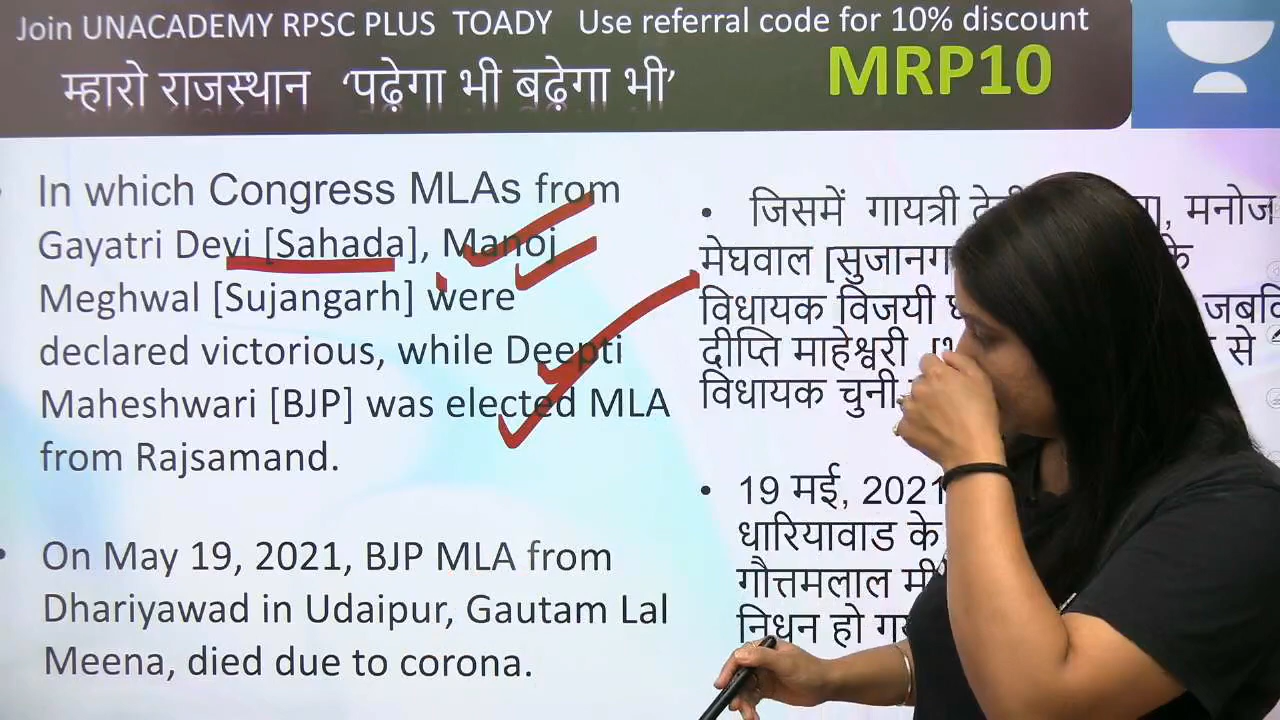 Join UNACADEMY RPSC PLUS TOADY Use referral code for 10% discount
म्हारो राजस्थान ‘पढ़ेगा भी बढ़ेगा भी’ MRP10
In which Congress MLAs from
Gayatri Devi [Sahada], Manoj
Meghwal [Sujangarh] were
declared victorious, while Deepti
Maheshwari [BJP] was elected MLA
from Rajsamand.
On May 19, 2021, BJP MLA from
Dhariyawad in Udaipur, Gautam Lal
Meena, died due to corona.
जिसमें गायत्री मनोज
मेघवाल के
विधायक विजयी
दीप्ति माहेश्वरी से
विधायक चुनी
19 मई, 2021
धारियावाड के
गौत्तमलाल
निधन हो